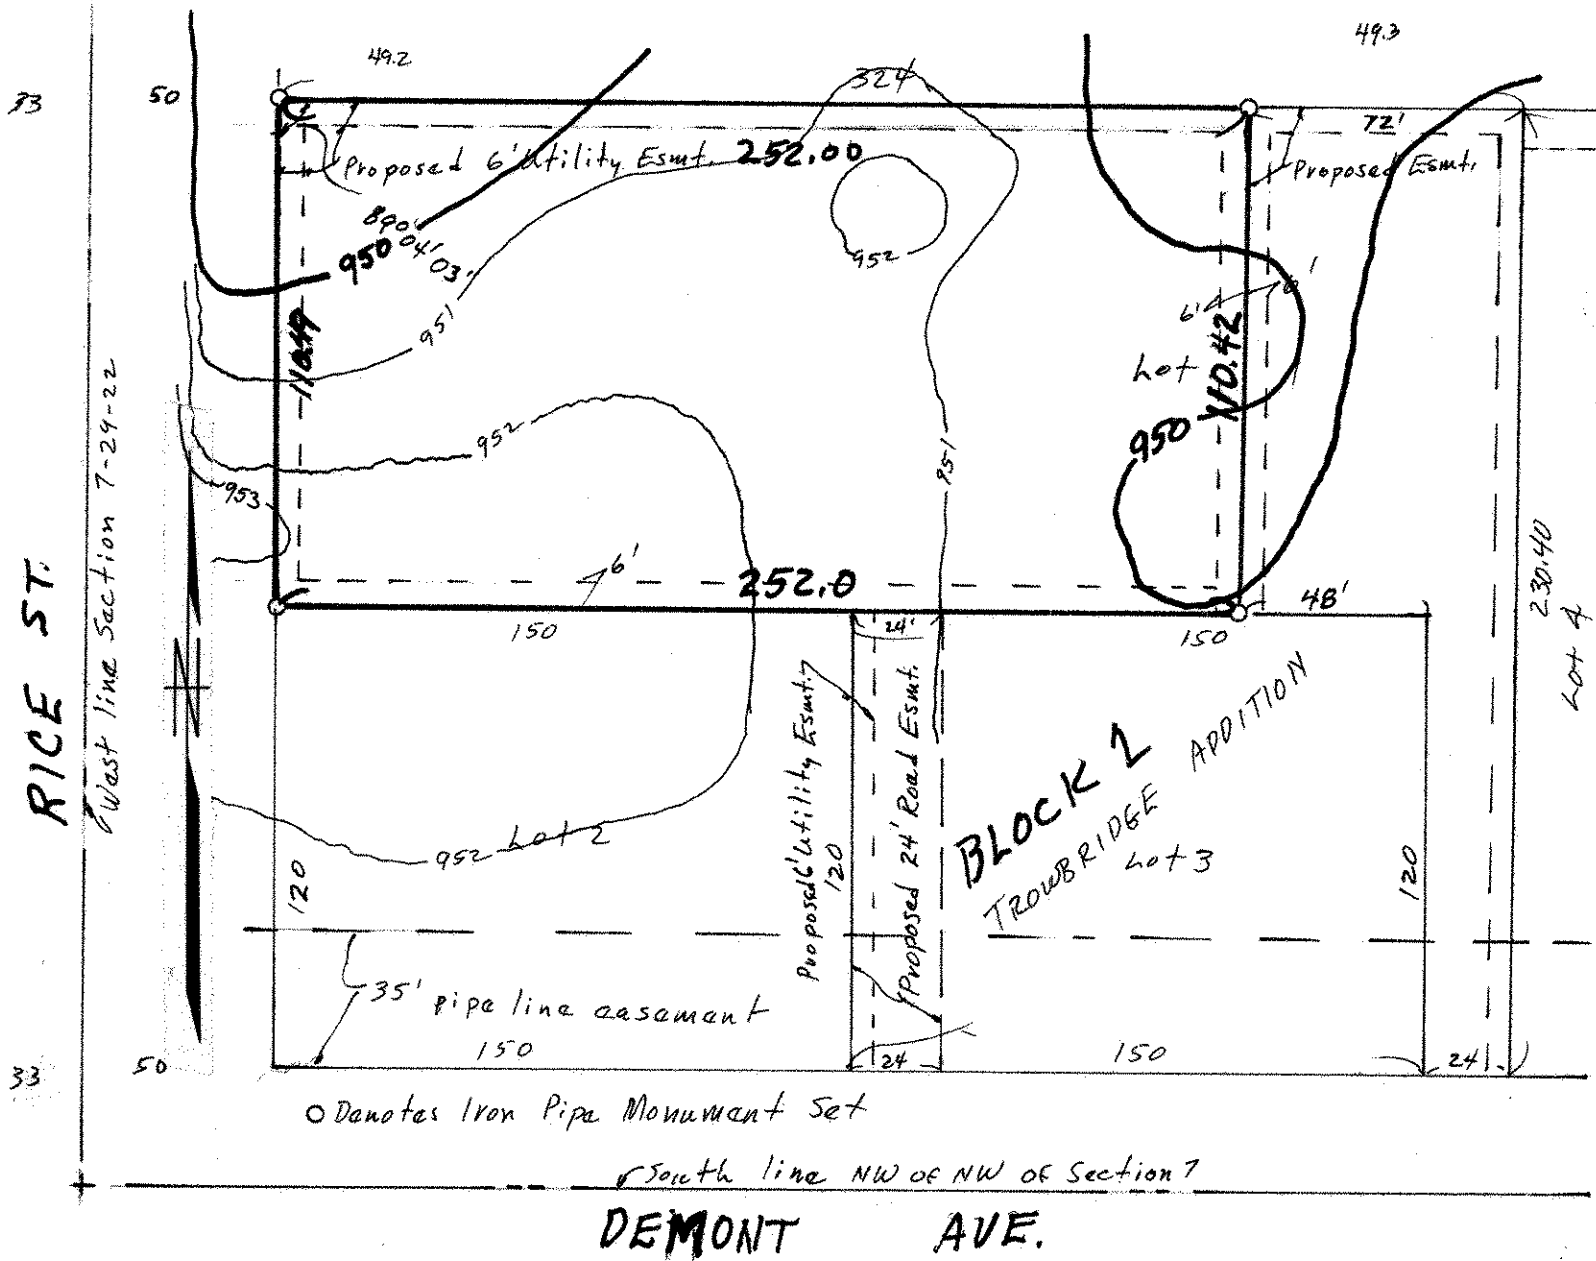 49.2
49.3
33
50
324
72'
Proposed 6' Utility Esmt.
252.00
Proposed Esmt.
890°
04'
03'
950
952
951
6'
6'
110.42
Lot
950
952
951
953
6'
252.0
48'
230.40
Lot 4
150
24'
150
RICE ST.
West line Section 7-29-22
N
Proposed 6' Utility Esmt.
Proposed 24' Road Esmt.
BLOCK 2
TROWBRIDGE ADDITION
Lot 2
952
Lot 3
120
120
120
35' pipe line easement
33
50
150
24
150
24
O Denotes Iron Pipe Monument Set
South line NW OF NW OF Section 7
DEMONT AVE.